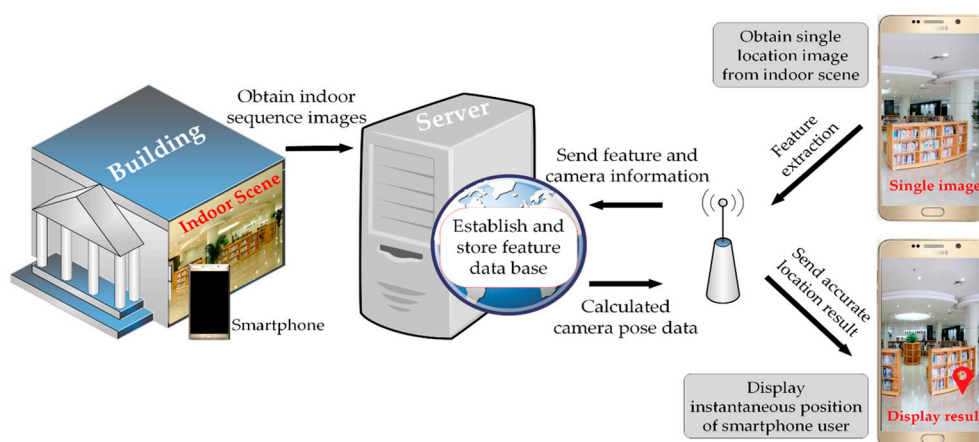 Obtain single
location image
from indoor scene
Obtain indoor
sequence images
Server
Building
Indoor Scene
Smartphone
Send feature and
camera information
Establish and
store feature
data base
Calculated
camera pose data
Feature
extraction
Single image
Send accurate
location result
Display
instantaneous position
of smartphone user
Display resul